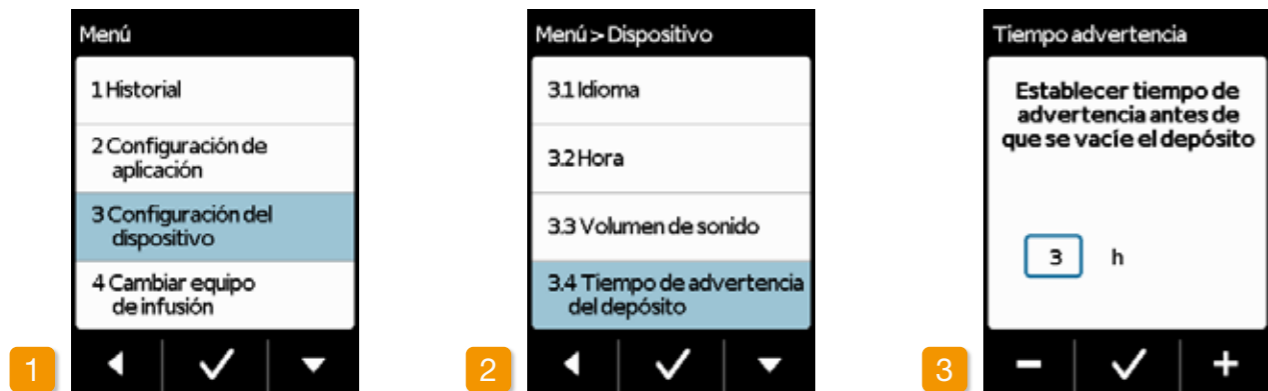 Menú
1 Historial
2 Configuración de
aplicación
3 Configuración del
dispositivo
4 Cambiar equipo
de infusión
1
Menú > Dispositivo
3.1 Idioma
3.2 Hora
3.3 Volumen de sonido
3.4 Tiempo de advertencia
del depósito
2
Tiempo advertencia
Establecer tiempo de
advertencia antes de
que se vacíe el depósito
3 h
3